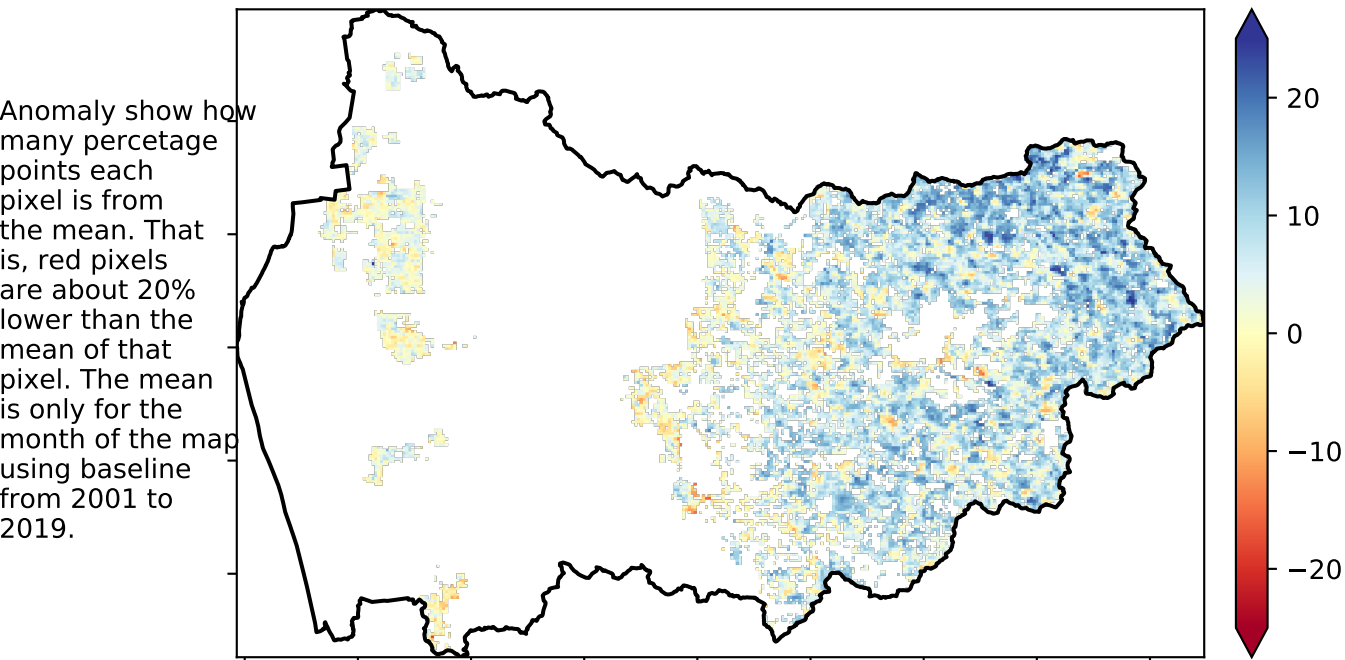 Anomaly show how
many percetage
points each
pixel is from
the mean. That
is, red pixels
are about 20%
lower than the
mean of that
pixel. The mean
is only for the
month of the map
using baseline
from 2001 to
2019.
20
10
0
−10
−20